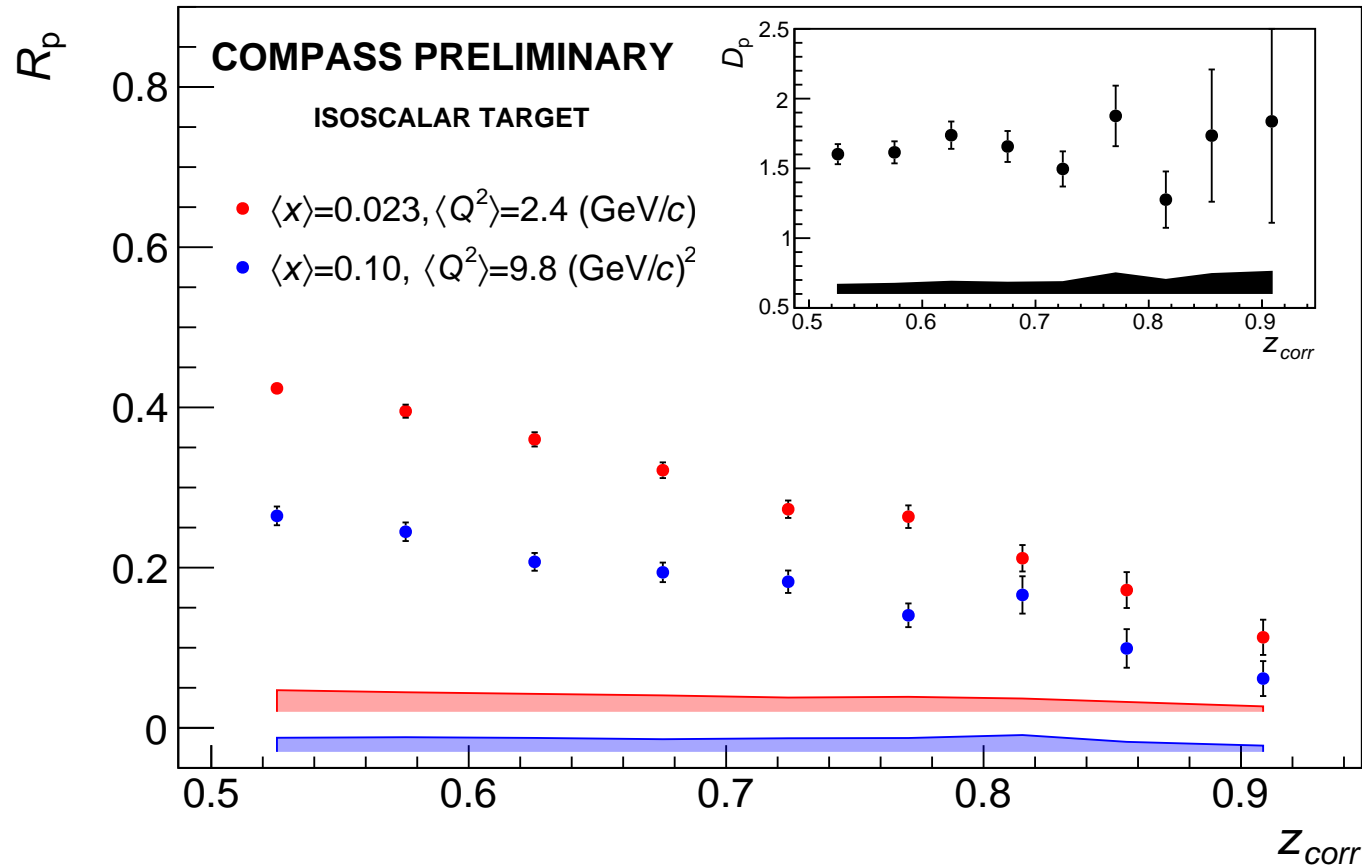 R_p
COMPASS PRELIMINARY
ISOSCALAR TARGET
⟨x⟩=0.023, ⟨Q²⟩=2.4 (GeV/c)
⟨x⟩=0.10, ⟨Q²⟩=9.8 (GeV/c)²
0.8
0.6
0.4
0.2
0
0.5 0.6 0.7 0.8 0.9
z_corr
D_p
2.5
2
1.5
1
0.5
0.5 0.6 0.7 0.8 0.9
z_corr